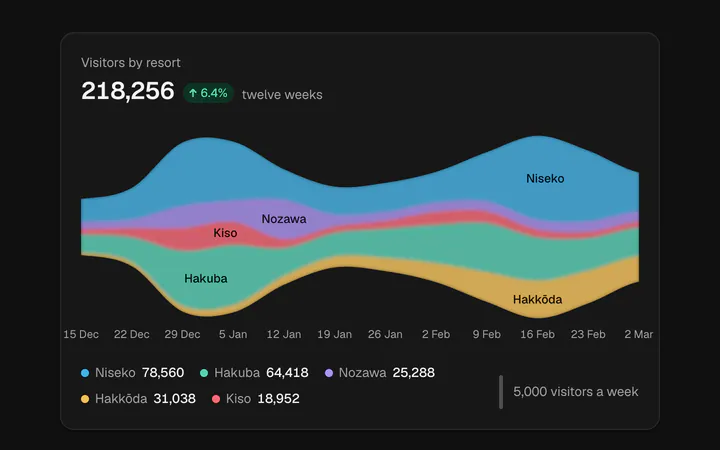 Visitors by resort
218,256 ↑ 6.4% twelve weeks
Niseko
Nozawa
Kiso
Hakuba
Hakkōda
15 Dec 22 Dec 29 Dec 5 Jan 12 Jan 19 Jan 26 Jan 2 Feb 9 Feb 16 Feb 23 Feb 2 Mar
Niseko 78,560 Hakuba 64,418 Nozawa 25,288
Hakkōda 31,038 Kiso 18,952
5,000 visitors a week